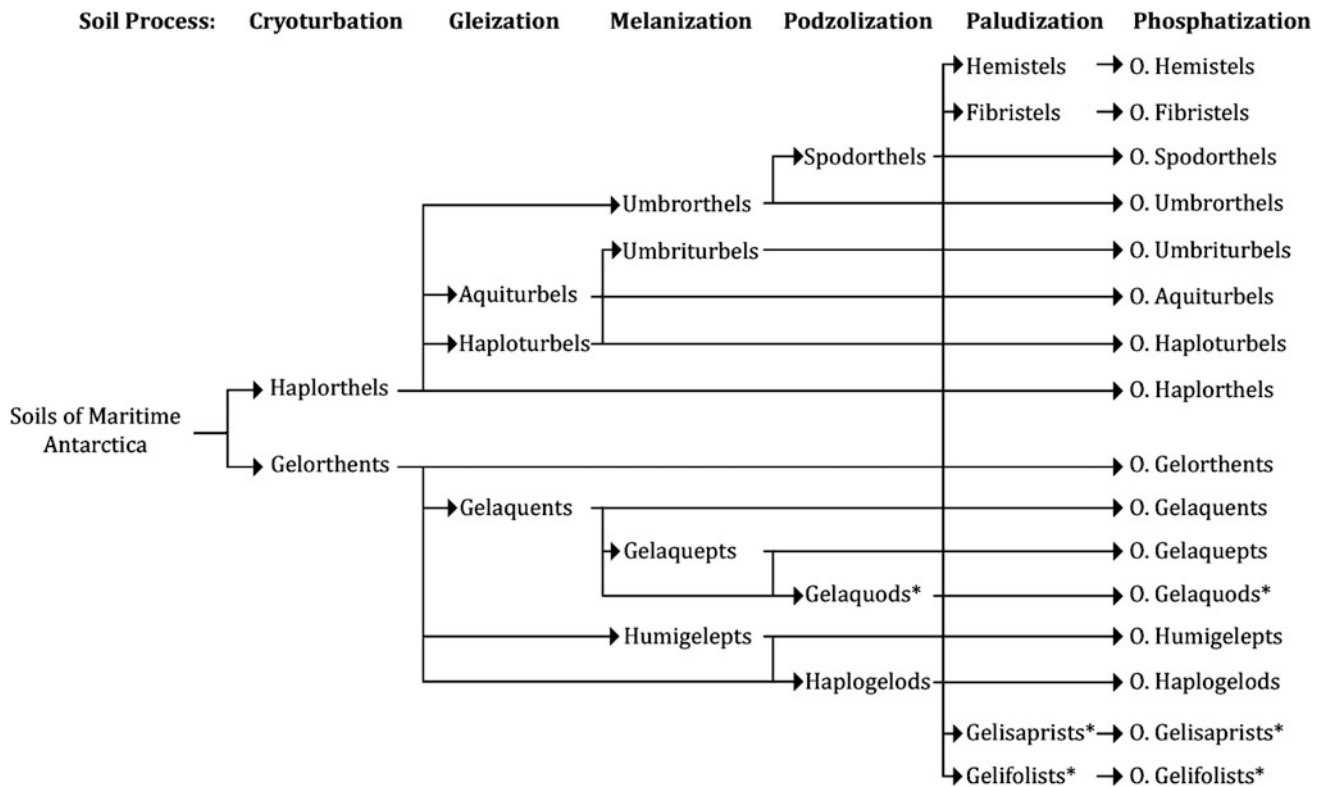 Soil Process: Cryoturbation Gleization Melanization Podzolization Paludization Phosphatization
Hemistels O. Hemistels
Fibristels O. Fibristels
Spodorthels O. Spodorthels
Umbrorthels O. Umbrorthels
Umbriturbels O. Umbriturbels
Aquiturbels O. Aquiturbels
Haploturbels O. Haploturbels
Haplorthels O. Haplorthels
Soils of Maritime
Antarctica
Gelorthents O. Gelorthents
Gelaquents O. Gelaquents
Gelaquepts O. Gelaquepts
Gelaquods* O. Gelaquods*
Humigelepts O. Humigelepts
Haplogelods O. Haplogelods
Gelisaprists* O. Gelisaprists*
Gelifolists* O. Gelifolists*